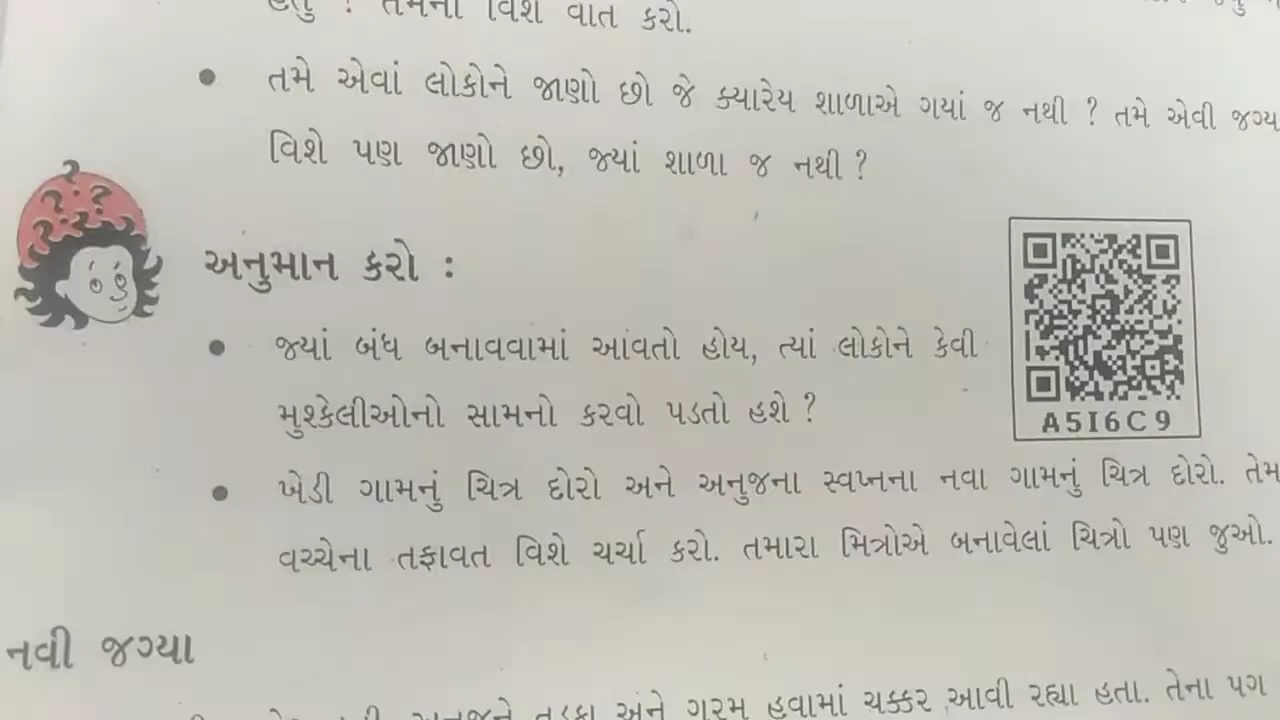 વિશે વાત કરો.
• તમે એવાં લોકોને જાણો છો જે ક્યારેય શાળાએ ગયાં જ નથી ? તમે એવી
વિશે પણ જાણો છો, જ્યાં શાળા જ નથી ?
અનુમાન કરો :
• જ્યાં બંધ બનાવવામાં આવતો હોય, ત્યાં લોકોને કેવી
મુશ્કેલીઓનો સામનો કરવો પડતો હશે ?
A5I6C9
• ખેડી ગામનું ચિત્ર દોરો અને અનુજના સ્વપ્નના નવા ગામનું ચિત્ર દોરો.
વચ્ચેના તફાવત વિશે ચર્ચા કરો. તમારા મિત્રોએ બનાવેલાં ચિત્રો પણ જુઓ.
નવી જગ્યા
અને ગરમ હવામાં ચક્કર આવી રહ્યા હતા. તેના પગ